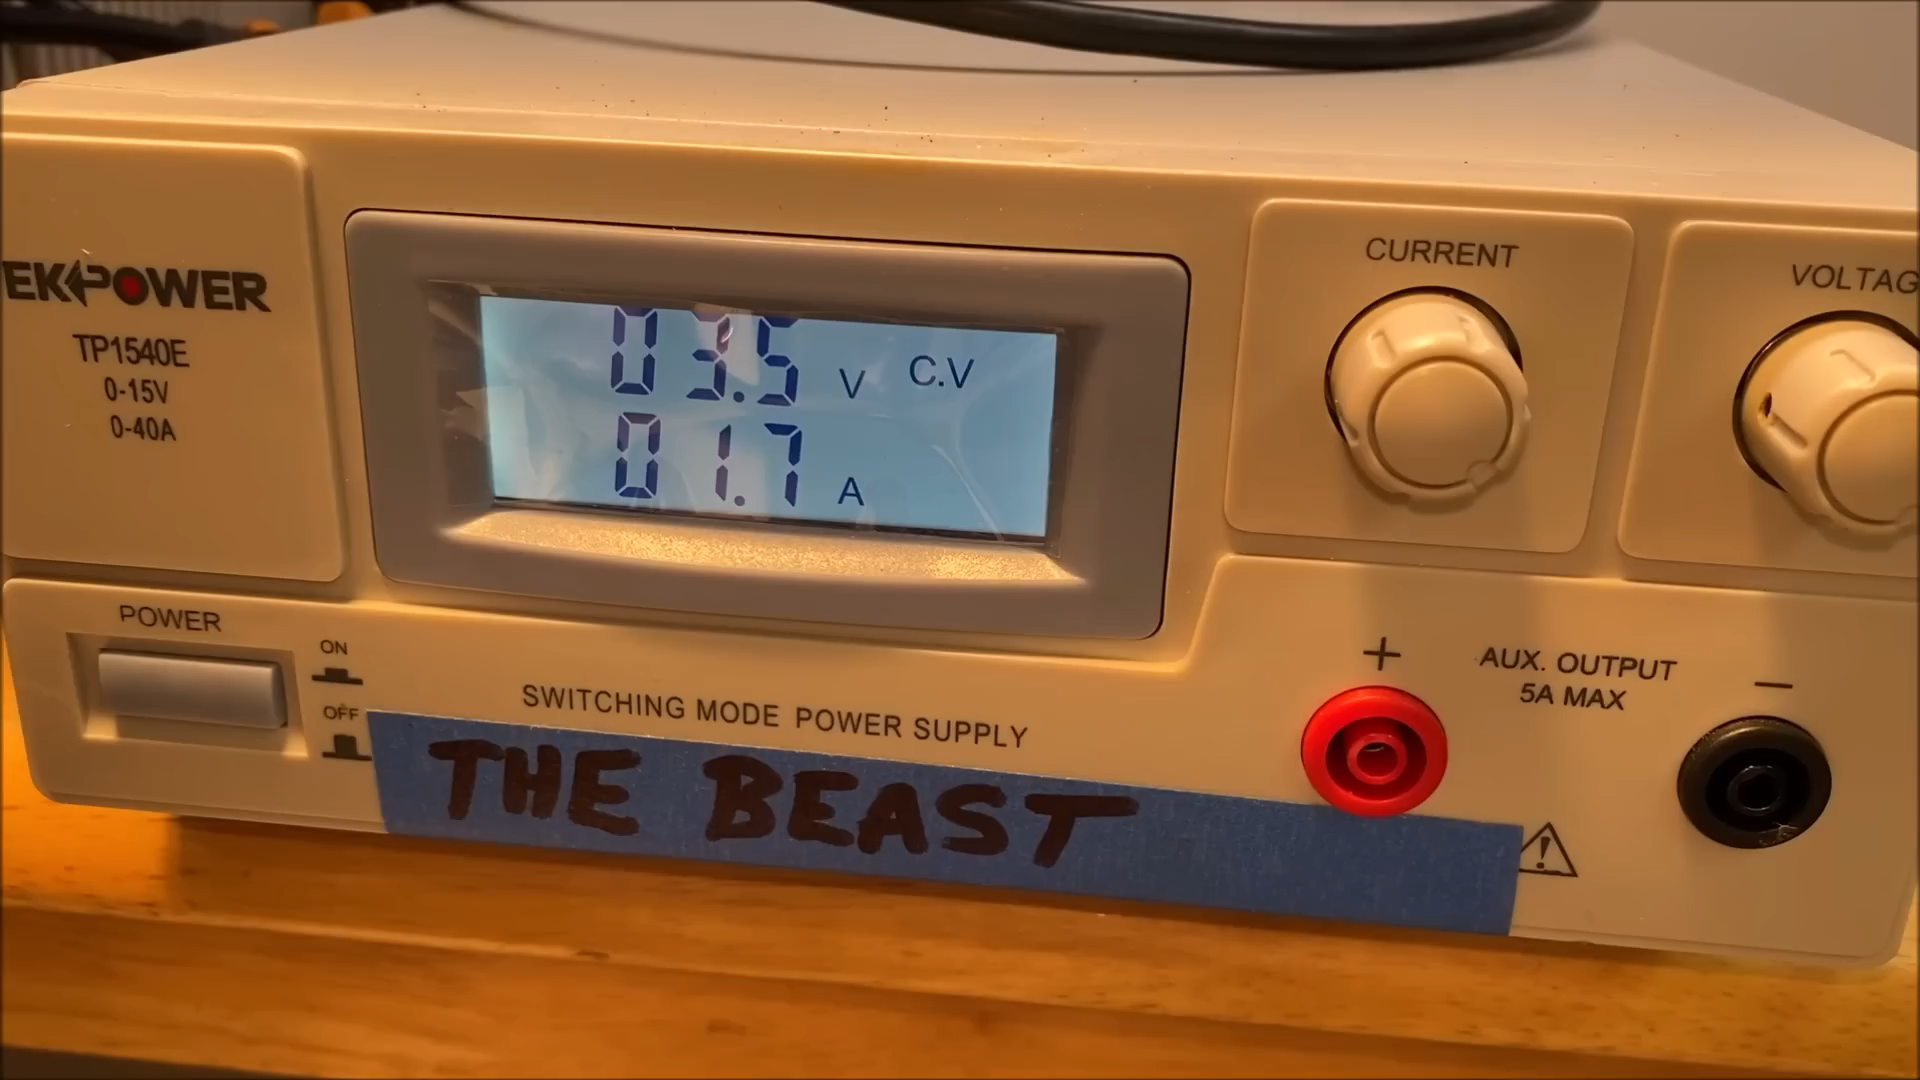 EKPOWER
TP1540E
0-15V
0-40A
03.5 V C.V
01.7 A
CURRENT
VOLTAG
POWER
ON
OFF
SWITCHING MODE POWER SUPPLY
+ AUX. OUTPUT −
5A MAX
THE BEAST